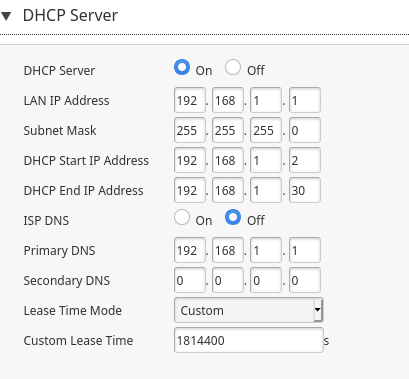 DHCP Server
DHCP Server On Off
LAN IP Address 192 . 168 . 1 . 1
Subnet Mask 255 . 255 . 255 . 0
DHCP Start IP Address 192 . 168 . 1 . 2
DHCP End IP Address 192 . 168 . 1 . 30
ISP DNS On Off
Primary DNS 192 . 168 . 1 . 1
Secondary DNS 0 . 0 . 0 . 0
Lease Time Mode Custom
Custom Lease Time 1814400 s